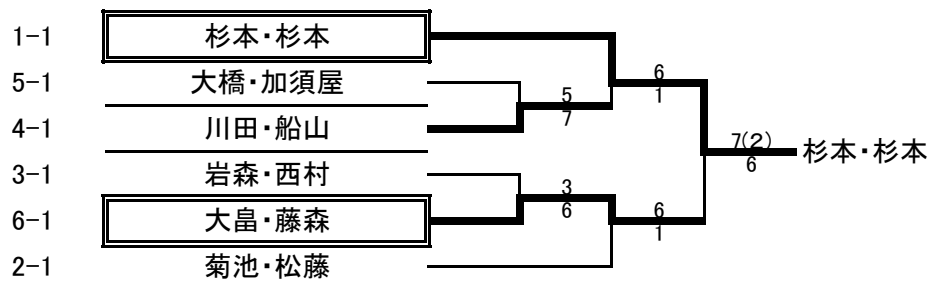 1-1 杉本・杉本
5-1 大橋・加須屋
4-1 川田・船山
3-1 岩森・西村
6-1 大畠・藤森
2-1 菊池・松藤
5
7
3
6
6
1
6
1
7(2)
6
杉本・杉本